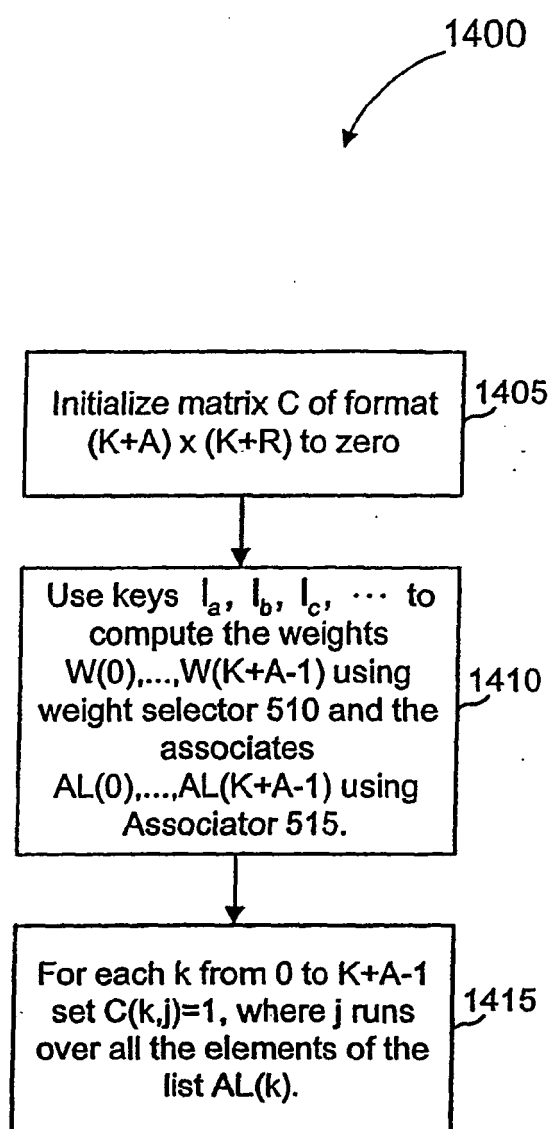 1400
Initialize matrix C of format
(K+A) x (K+R) to zero
1405
Use keys Iₐ, I_b, I_c, ⋯ to
compute the weights
W(0),...,W(K+A-1) using
weight selector 510 and the
associates
AL(0),...,AL(K+A-1) using
Associator 515.
1410
For each k from 0 to K+A-1
set C(k,j)=1, where j runs
over all the elements of the
list AL(k).
1415